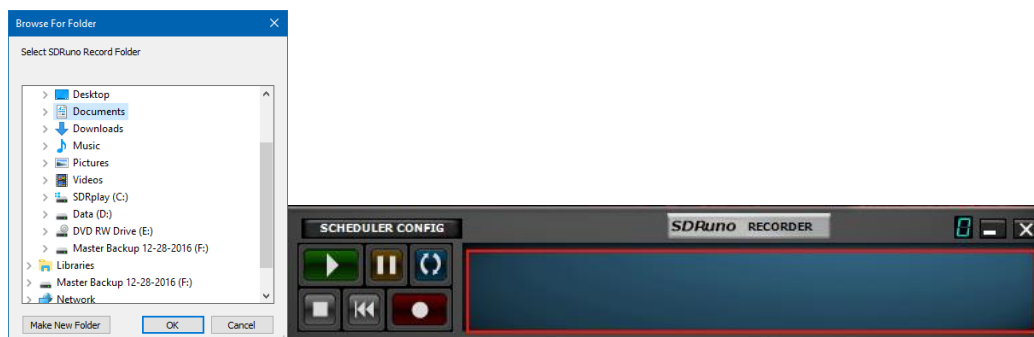 Browse For Folder
Select SDRuno Record Folder
Desktop
Documents
Downloads
Music
Pictures
Videos
SDRplay (C:)
Data (D:)
DVD RW Drive (E:)
Master Backup 12-28-2016 (F:)
Libraries
Master Backup 12-28-2016 (F:)
Network
Make New Folder
OK
Cancel
SCHEDULER CONFIG
SDRuno RECORDER